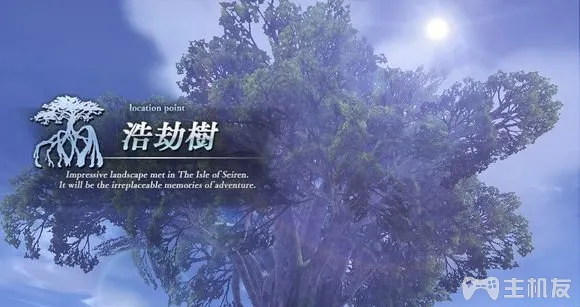 location point
浩劫樹
Impressive landscape met in The Isle of Seiren.
It will be the irreplaceable memories of adventure.
主机友